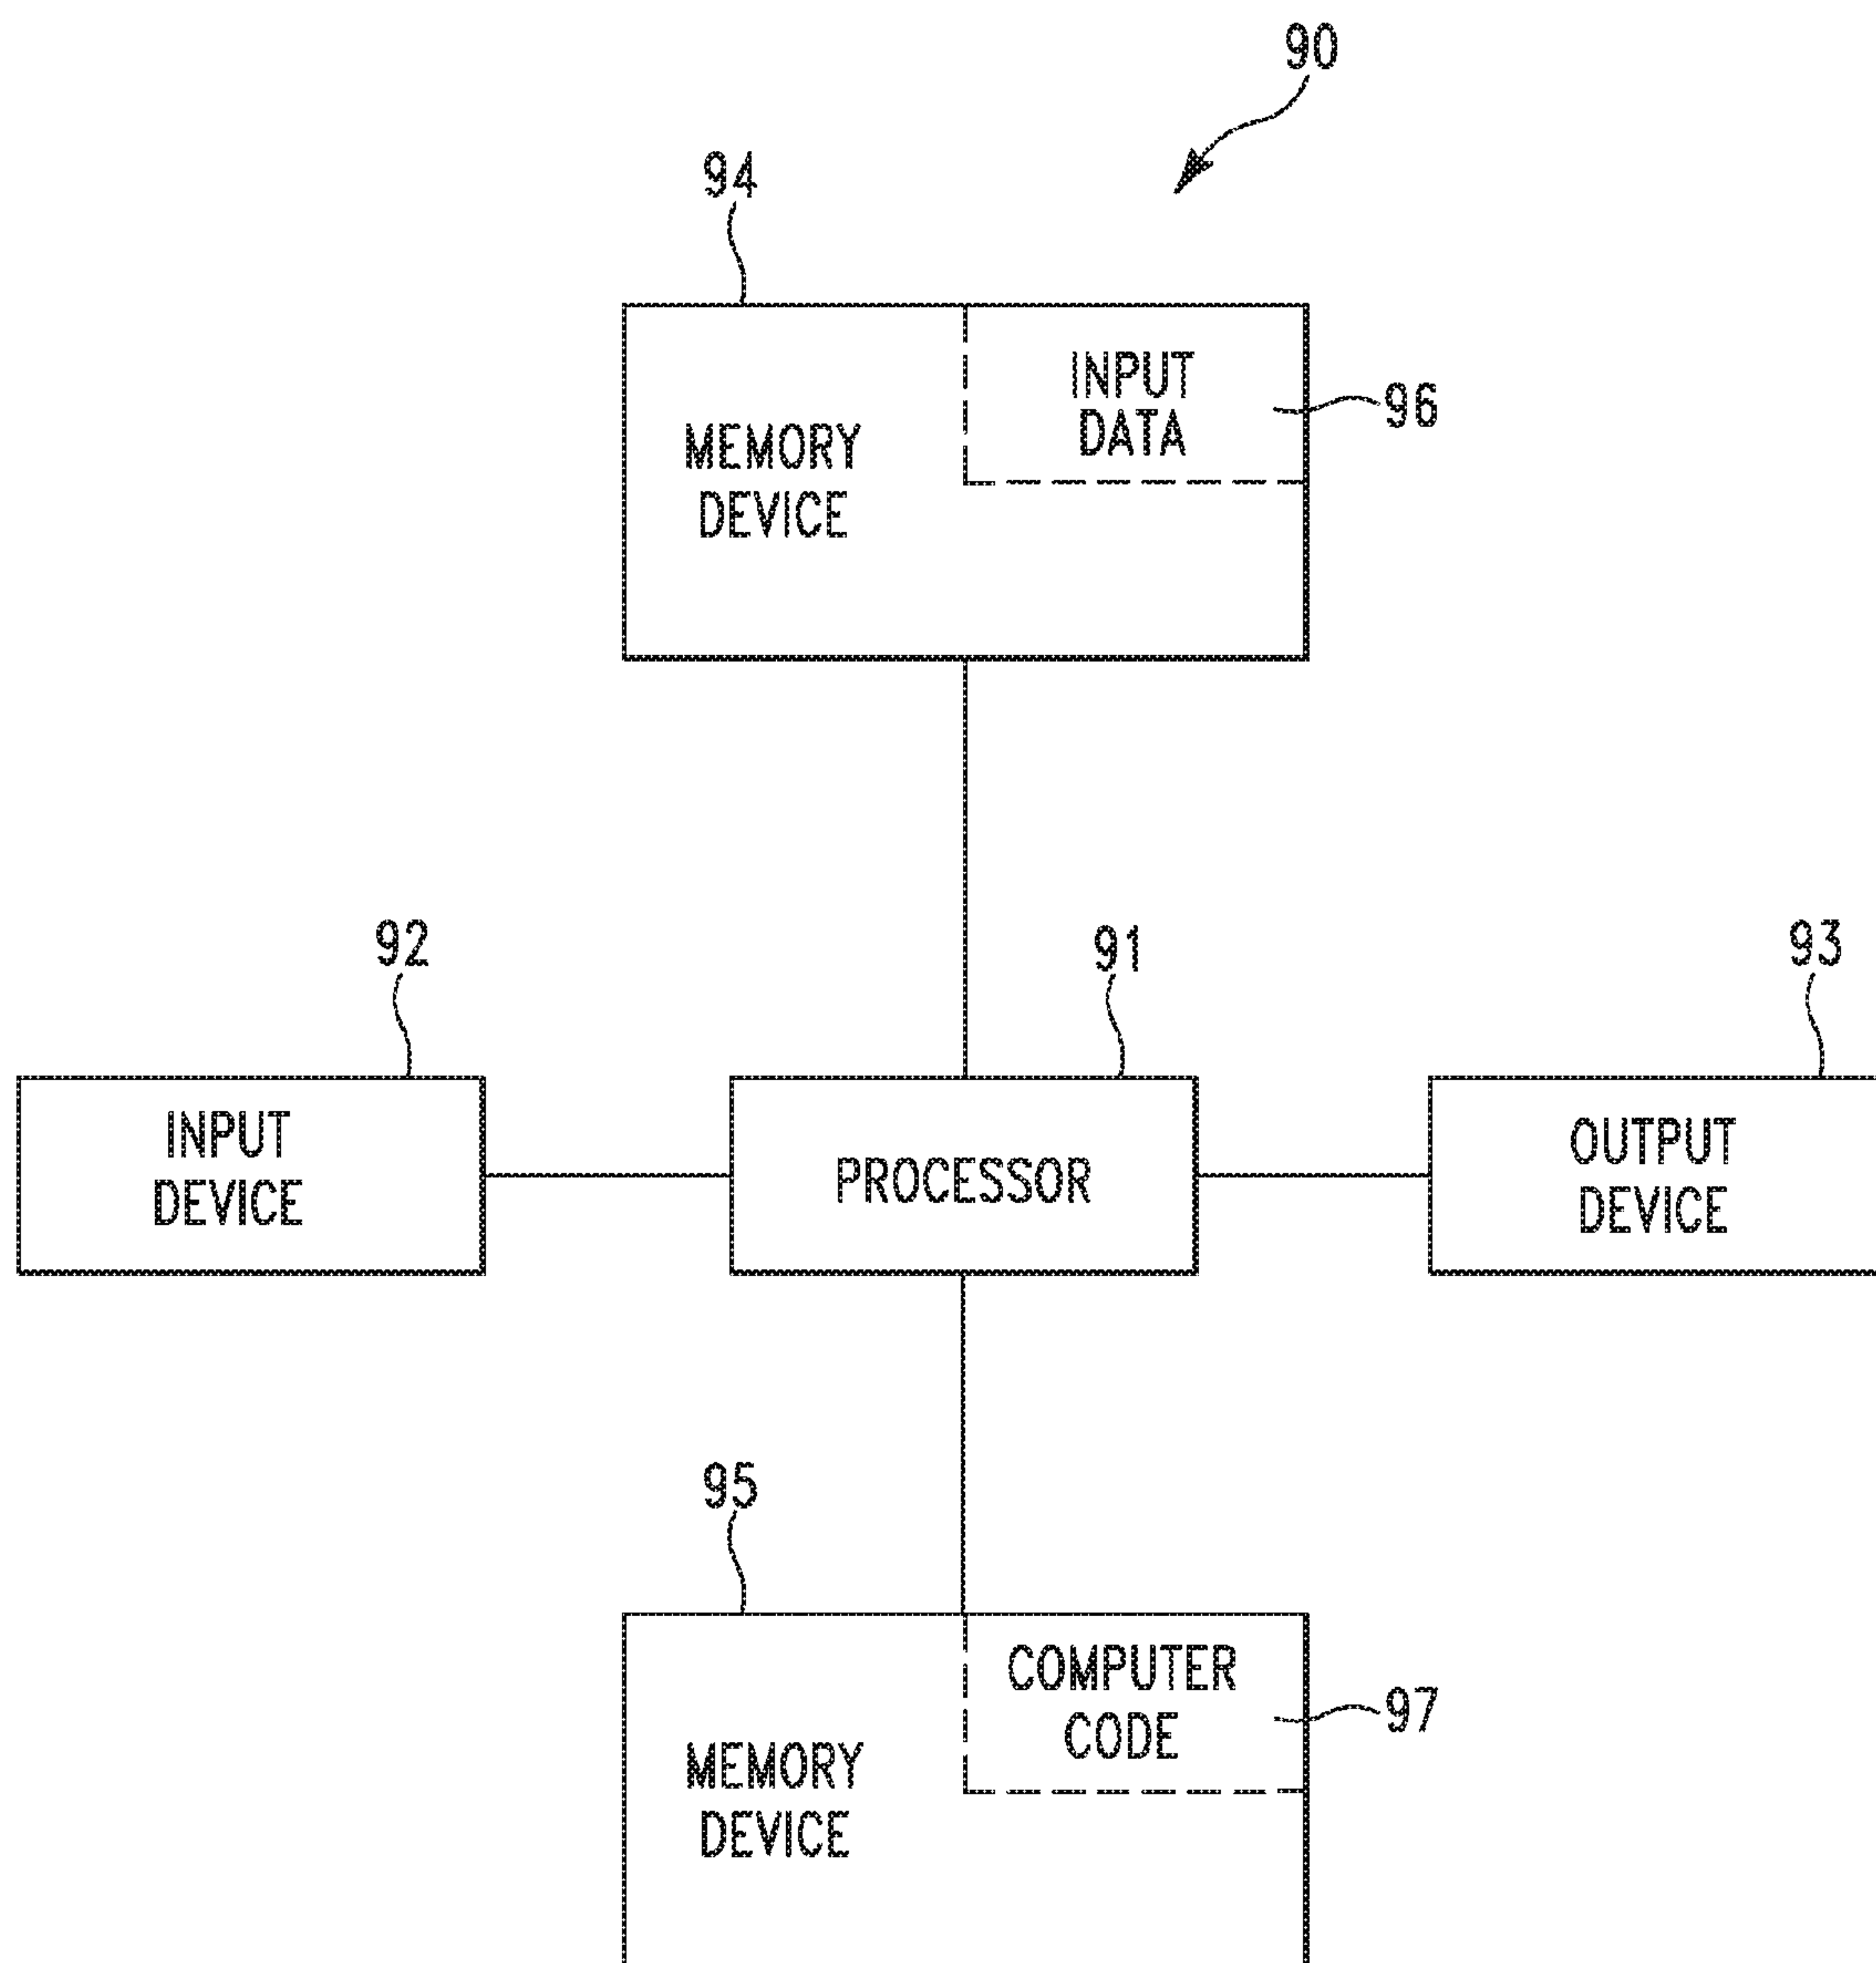 90
94
INPUT
DATA
96
MEMORY
DEVICE
92
91
93
INPUT
DEVICE
PROCESSOR
OUTPUT
DEVICE
95
COMPUTER
CODE
97
MEMORY
DEVICE